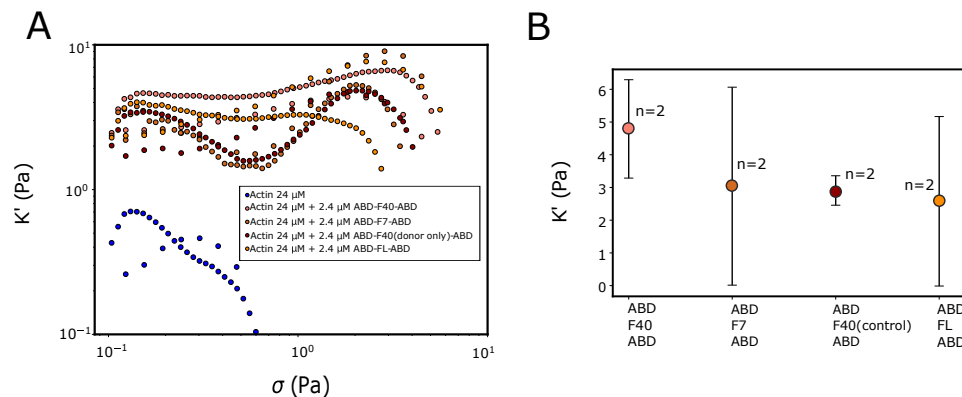 A
K' (Pa)
10¹
10⁰
10⁻¹
Actin 24 μM
Actin 24 μM + 2.4 μM ABD-F40-ABD
Actin 24 μM + 2.4 μM ABD-F7-ABD
Actin 24 μM + 2.4 μM ABD-F40(donor only)-ABD
Actin 24 μM + 2.4 μM ABD-FL-ABD
10⁻¹ 10⁰ 10¹
σ (Pa)
B
K' (Pa)
6
5
4
3
2
1
0
n=2
n=2
n=2
n=2
ABD ABD ABD ABD
F40 F7 F40(control) FL
ABD ABD ABD ABD